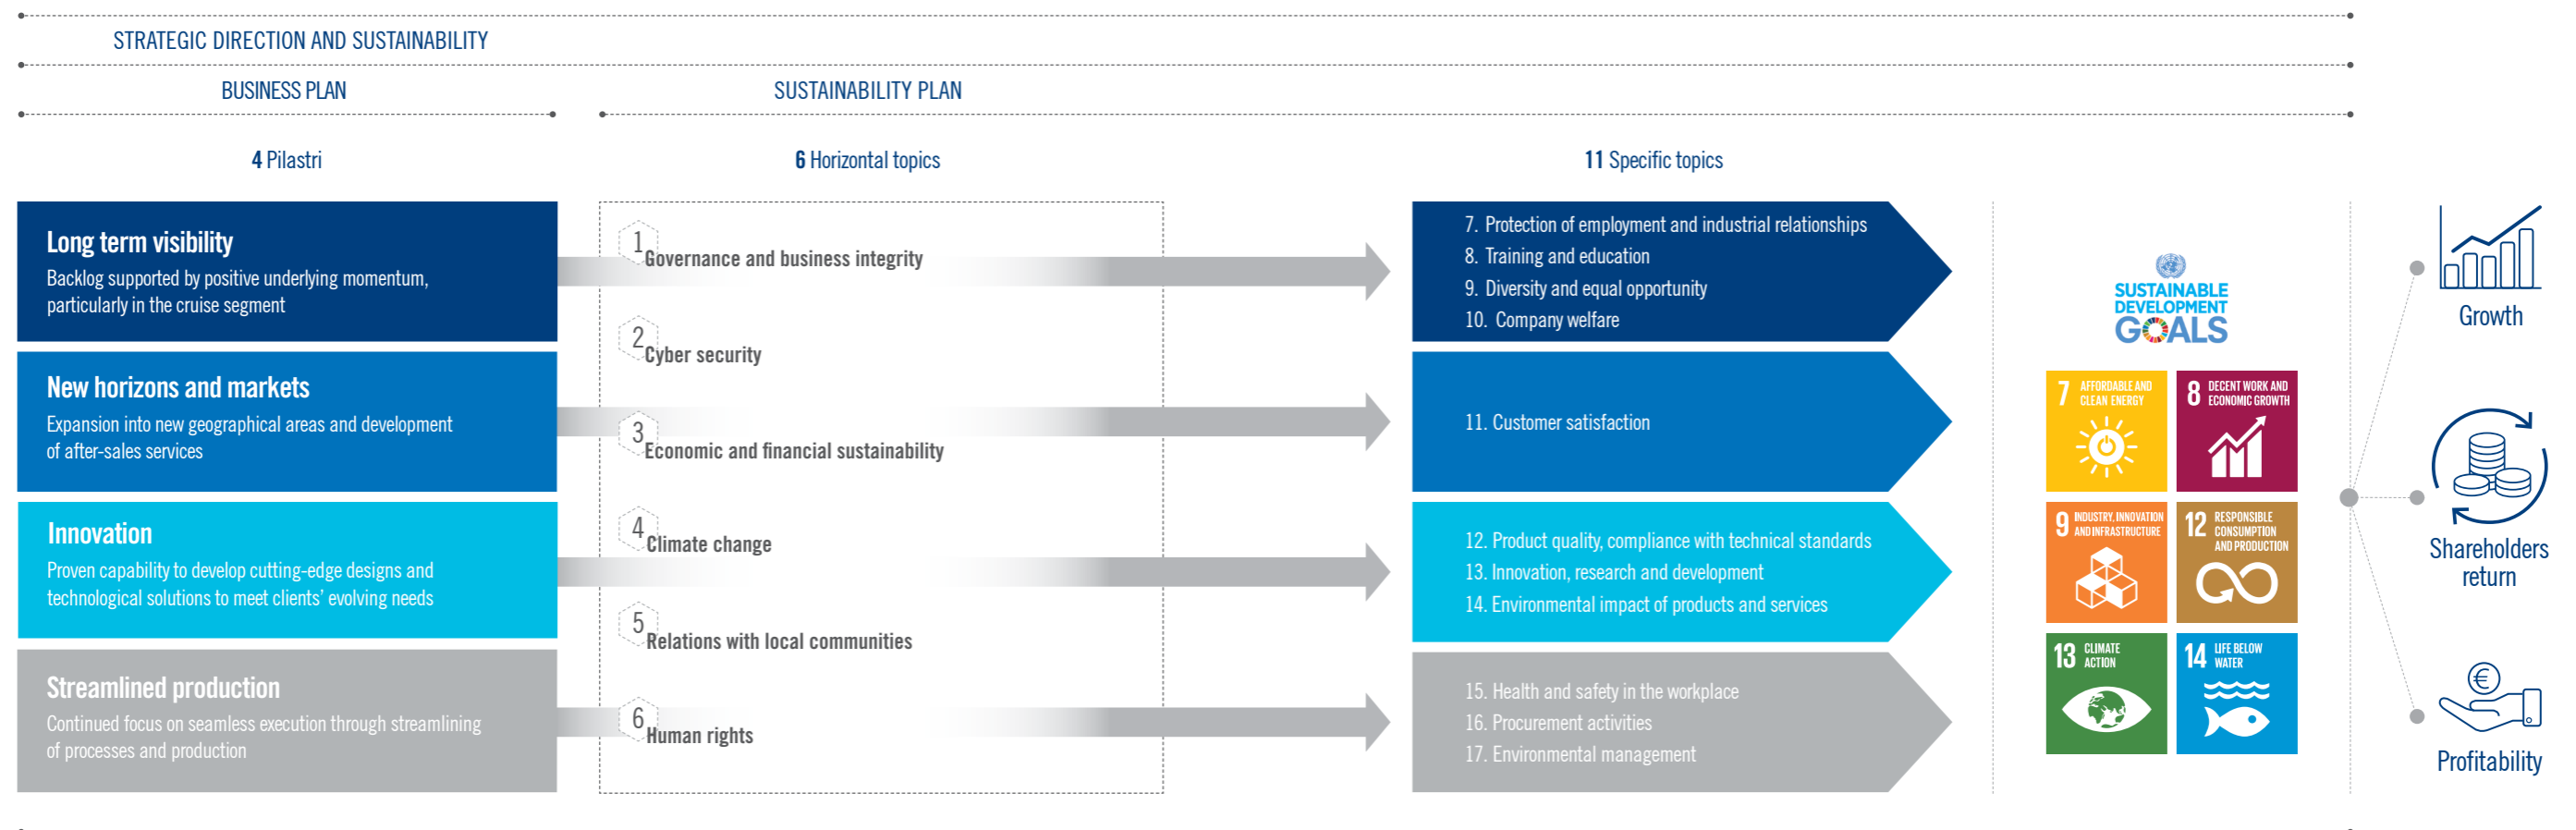 STRATEGIC DIRECTION AND SUSTAINABILITY
BUSINESS PLAN
SUSTAINABILITY PLAN
4 Pilastri
6 Horizontal topics
11 Specific topics
Long term visibility
Backlog supported by positive underlying momentum,
particularly in the cruise segment
New horizons and markets
Expansion into new geographical areas and development
of after-sales services
Innovation
Proven capability to develop cutting-edge designs and
technological solutions to meet clients’ evolving needs
Streamlined production
Continued focus on seamless execution through streamlining
of processes and production
1
Governance and business integrity
2
Cyber security
3
Economic and financial sustainability
4
Climate change
5
Relations with local communities
6
Human rights
7. Protection of employment and industrial relationships
8. Training and education
9. Diversity and equal opportunity
10. Company welfare
11. Customer satisfaction
12. Product quality, compliance with technical standards
13. Innovation, research and development
14. Environmental impact of products and services
15. Health and safety in the workplace
16. Procurement activities
17. Environmental management
SUSTAINABLE
DEVELOPMENT
GOALS
7 AFFORDABLE AND
CLEAN ENERGY
8 DECENT WORK AND
ECONOMIC GROWTH
9 INDUSTRY, INNOVATION
AND INFRASTRUCTURE
12 RESPONSIBLE
CONSUMPTION
AND PRODUCTION
13 CLIMATE
ACTION
14 LIFE BELOW
WATER
Growth
Shareholders
return
€
Profitability